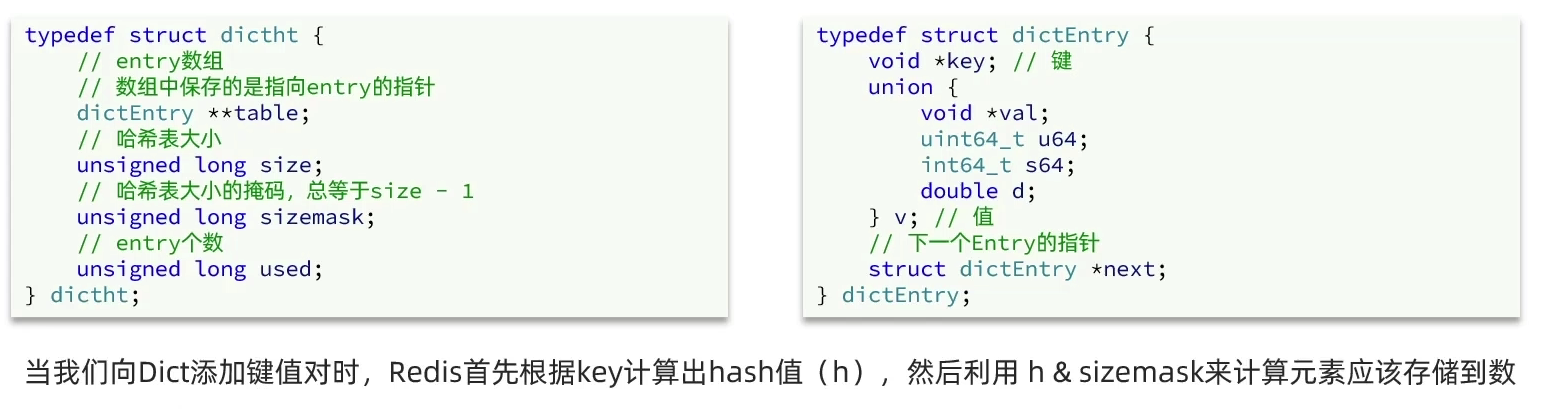 typedef struct dictht {
    // entry数组
    // 数组中保存的是指向entry的指针
    dictEntry **table;
    // 哈希表大小
    unsigned long size;
    // 哈希表大小的掩码，总等于size - 1
    unsigned long sizemask;
    // entry个数
    unsigned long used;
} dictht;
typedef struct dictEntry {
    void *key; // 键
    union {
        void *val;
        uint64_t u64;
        int64_t s64;
        double d;
    } v; // 值
    // 下一个Entry的指针
    struct dictEntry *next;
} dictEntry;
当我们向Dict添加键值对时，Redis首先根据key计算出hash值（h），然后利用 h & sizemask来计算元素应该存储到数